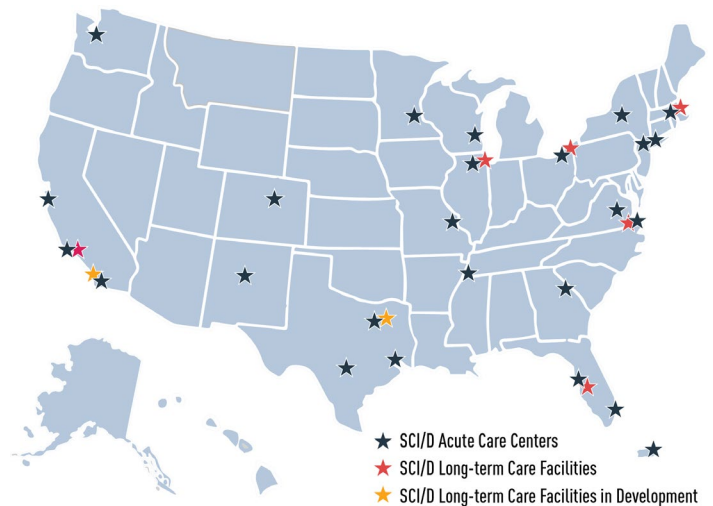 SCI/D Acute Care Centers
SCI/D Long-term Care Facilities
SCI/D Long-term Care Facilities in Development